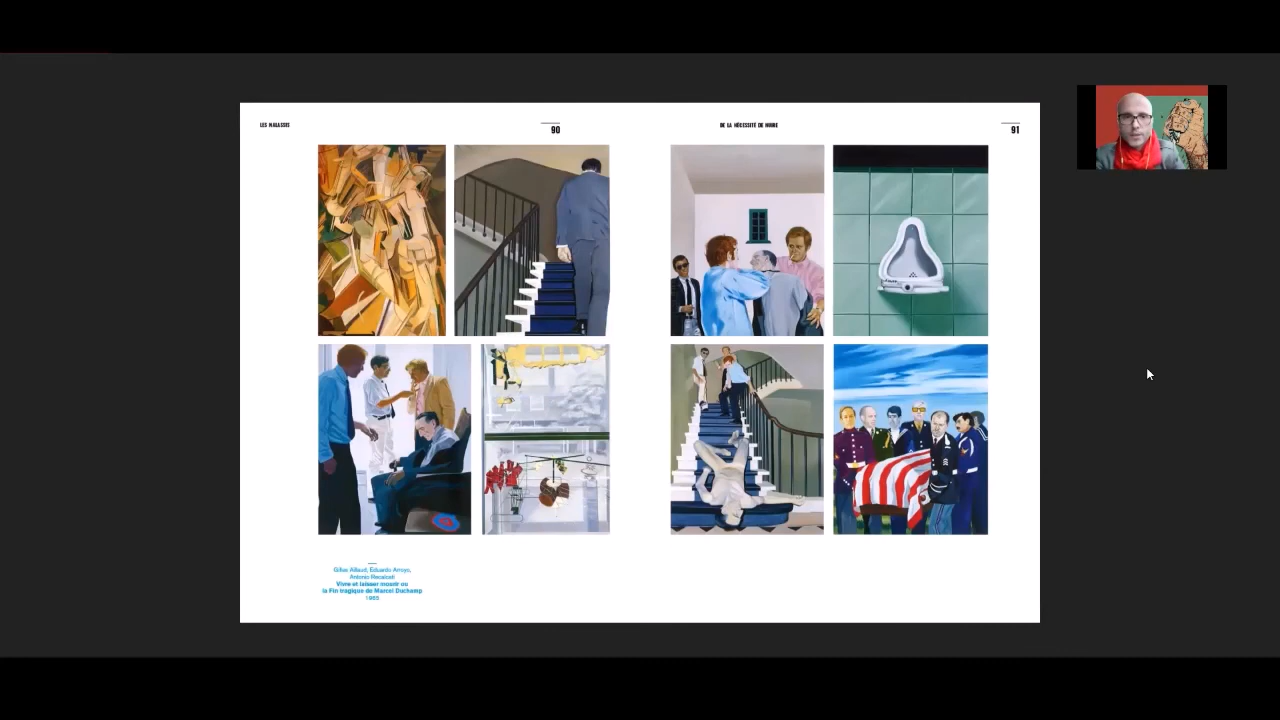 LES MALASSIS
90
DE LA NÉCESSITÉ DE NUIRE
91
Gilles Aillaud, Eduardo Arroyo,
Antonio Recalcati
Vivre et laisser mourir ou
la Fin tragique de Marcel Duchamp
1965